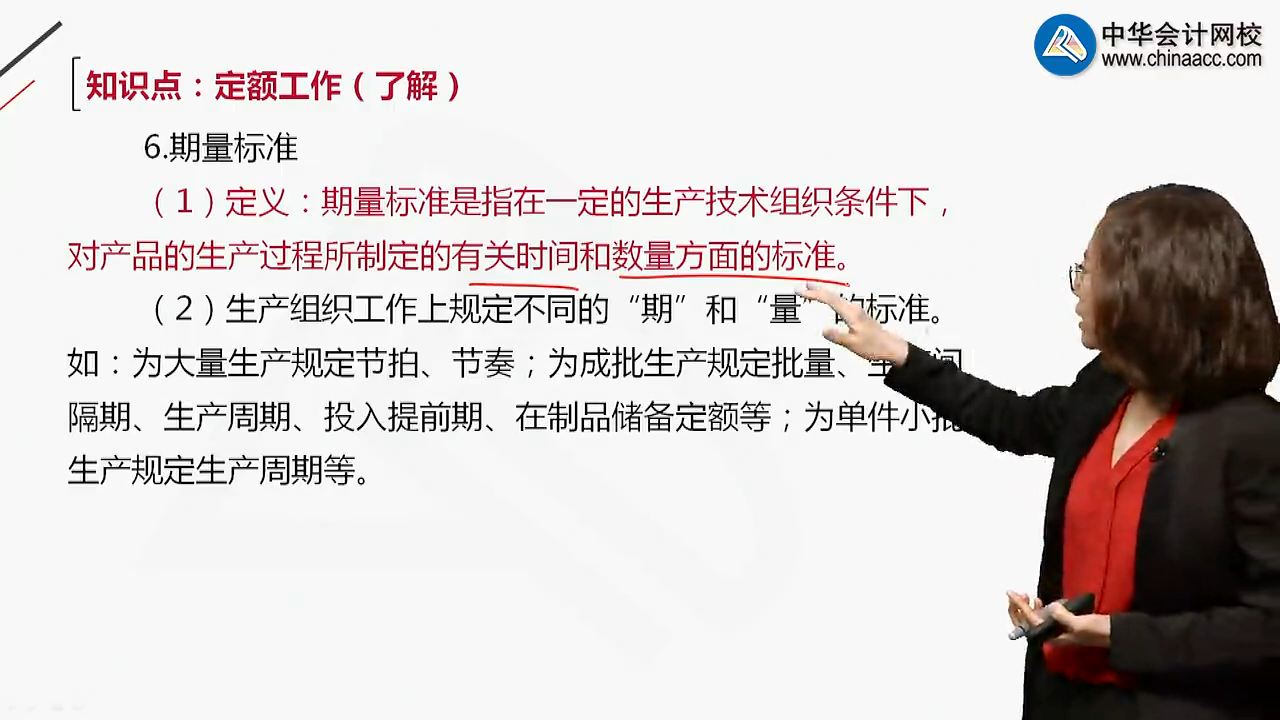 中华会计网校
www.chinaacc.com
知识点：定额工作（了解）
6.期量标准
（1）定义：期量标准是指在一定的生产技术组织条件下，
对产品的生产过程所制定的有关时间和数量方面的标准。
（2）生产组织工作上规定不同的“期”和“量”的标准。
如：为大量生产规定节拍、节奏；为成批生产规定批量、生 间
隔期、生产周期、投入提前期、在制品储备定额等；为单件小批
生产规定生产周期等。